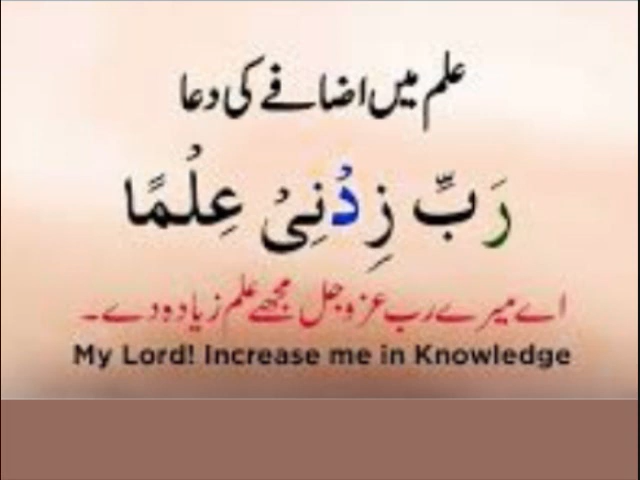 علم میں اضافے کی دعا
رَبِّ زِدْنِیْ عِلْمًا
اے میرے رب عزوجل مجھے علم زیادہ دے۔
My Lord! Increase me in Knowledge